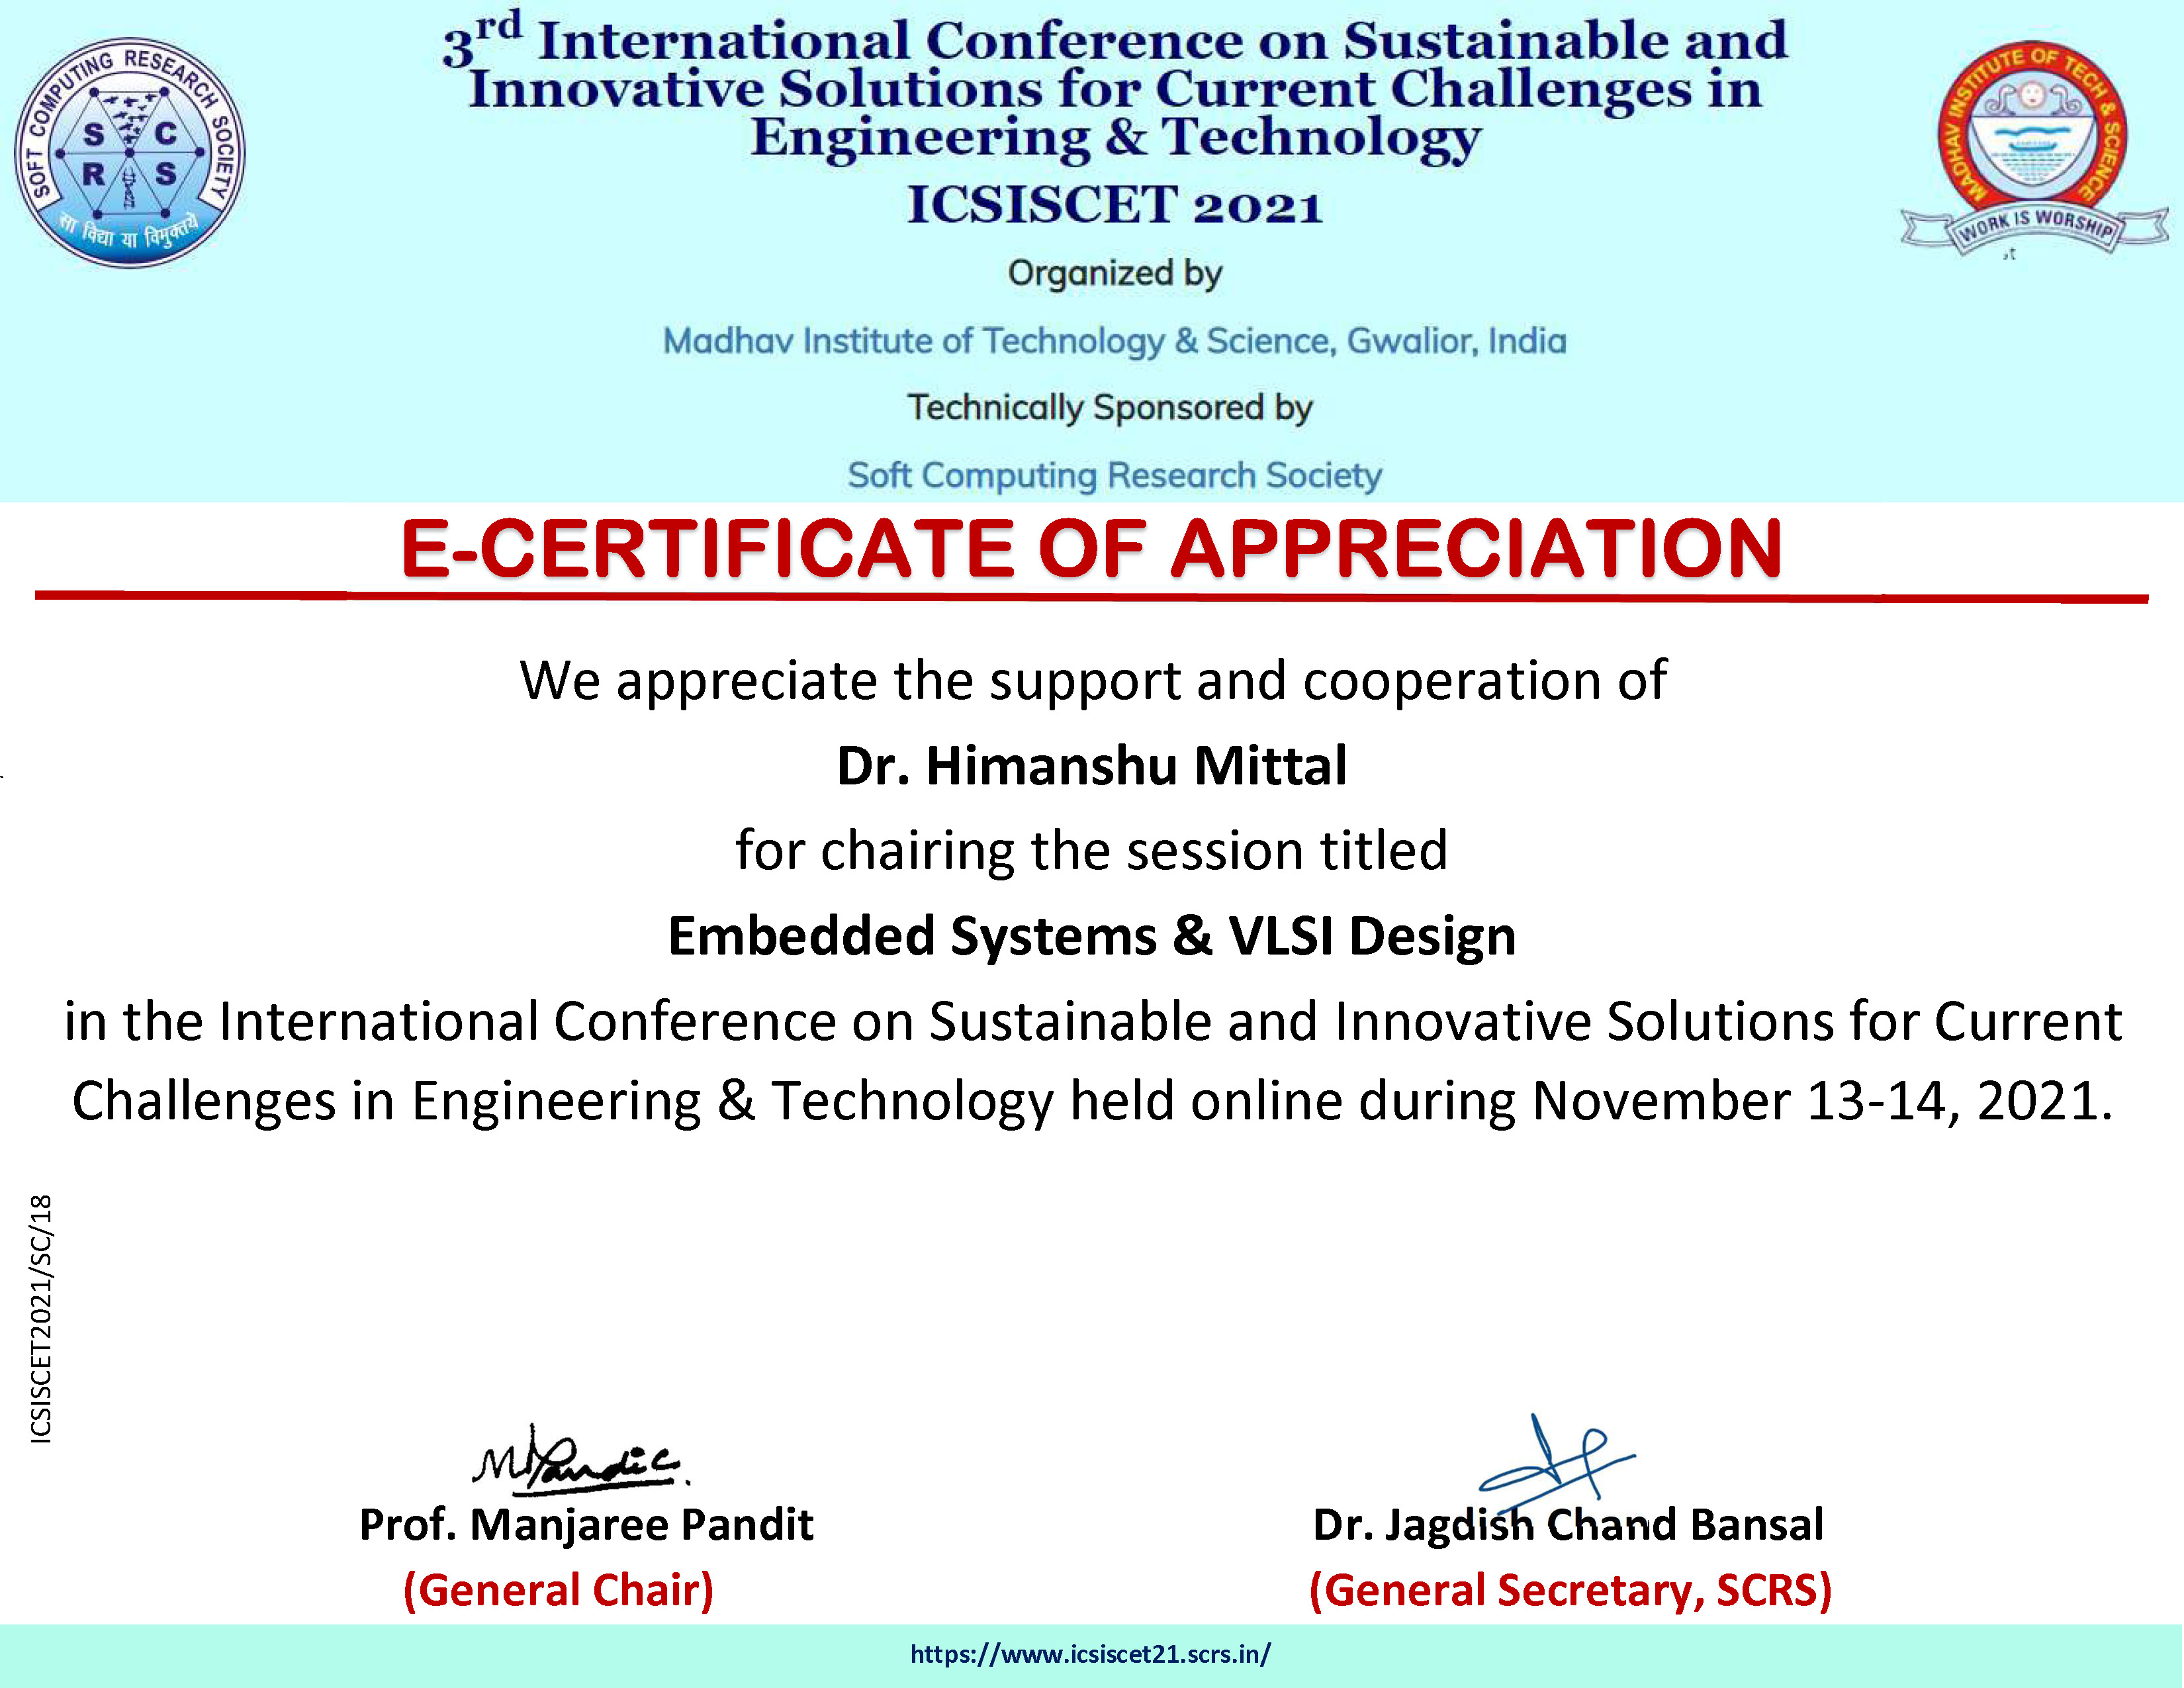 3rd International Conference on Sustainable and
Innovative Solutions for Current Challenges in
Engineering & Technology
ICSISCET 2021
SOFT COMPUTING RESEARCH SOCIETY
S C
R S
सा विद्या या विमुक्तये
MADHAV INSTITUTE OF TECH & SCIENCE
WORK IS WORSHIP
Organized by
Madhav Institute of Technology & Science, Gwalior, India
Technically Sponsored by
Soft Computing Research Society
E-CERTIFICATE OF APPRECIATION
We appreciate the support and cooperation of
Dr. Himanshu Mittal
for chairing the session titled
Embedded Systems & VLSI Design
in the International Conference on Sustainable and Innovative Solutions for Current
Challenges in Engineering & Technology held online during November 13-14, 2021.
ICSISCET2021/SC/18
MPandit
Prof. Manjaree Pandit
(General Chair)
Dr. Jagdish Chand Bansal
(General Secretary, SCRS)
https://www.icsiscet21.scrs.in/